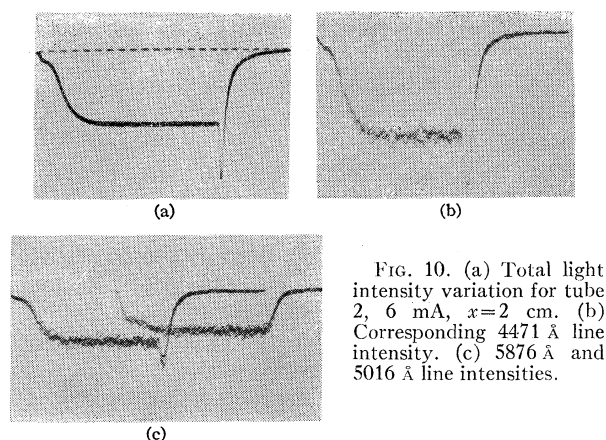 (a)
(b)
(c)
FIG. 10. (a) Total light
intensity variation for tube
2, 6 mA, x=2 cm. (b)
Corresponding 4471 Å line
intensity. (c) 5876 Å and
5016 Å line intensities.